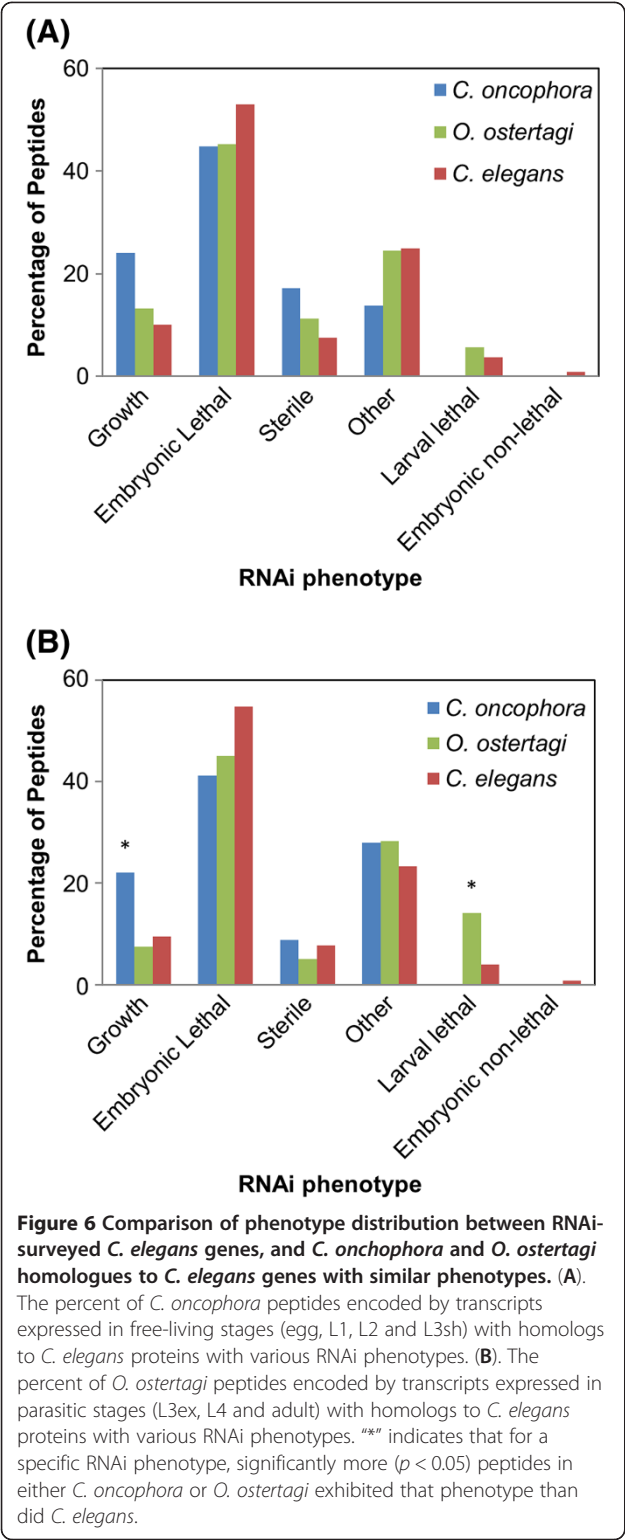 (A)
60
40
20
0
Percentage of Peptides
C. oncophora
O. ostertagi
C. elegans
Growth
Embryonic Lethal
Sterile
Other
Larval lethal
Embryonic non-lethal
RNAi phenotype
(B)
60
40
20
0
Percentage of Peptides
C. oncophora
O. ostertagi
C. elegans
*
*
Growth
Embryonic Lethal
Sterile
Other
Larval lethal
Embryonic non-lethal
RNAi phenotype
Figure 6 Comparison of phenotype distribution between RNAi-
surveyed C. elegans genes, and C. onchophora and O. ostertagi
homologues to C. elegans genes with similar phenotypes. (A).
The percent of C. oncophora peptides encoded by transcripts
expressed in free-living stages (egg, L1, L2 and L3sh) with homologs
to C. elegans proteins with various RNAi phenotypes. (B). The
percent of O. ostertagi peptides encoded by transcripts expressed in
parasitic stages (L3ex, L4 and adult) with homologs to C. elegans
proteins with various RNAi phenotypes. "*" indicates that for a
specific RNAi phenotype, significantly more (p < 0.05) peptides in
either C. oncophora or O. ostertagi exhibited that phenotype than
did C. elegans.